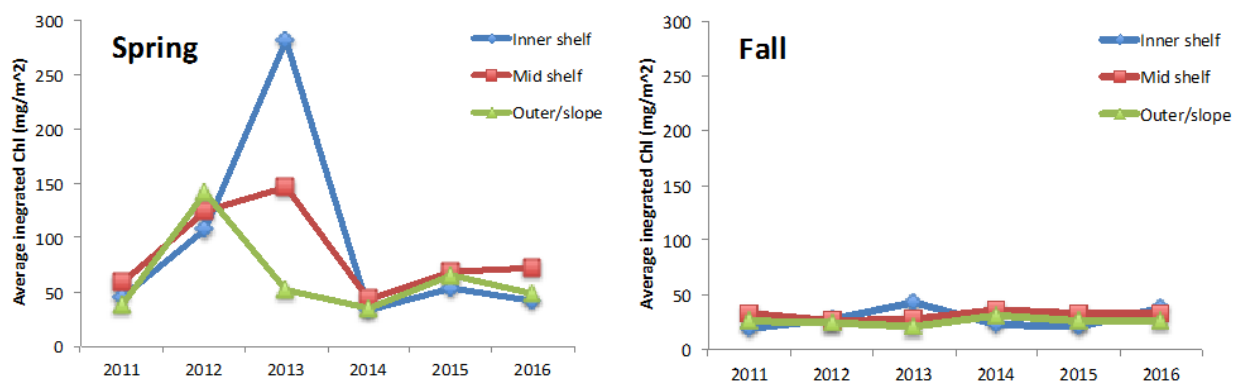 Spring
Average inegrated Chl (mg/m^2)
300
250
200
150
100
50
0
2011 2012 2013 2014 2015 2016
Inner shelf
Mid shelf
Outer/slope
Fall
Average inegrated Chl (mg/m^2)
300
250
200
150
100
50
0
2011 2012 2013 2014 2015 2016
Inner shelf
Mid shelf
Outer/slope